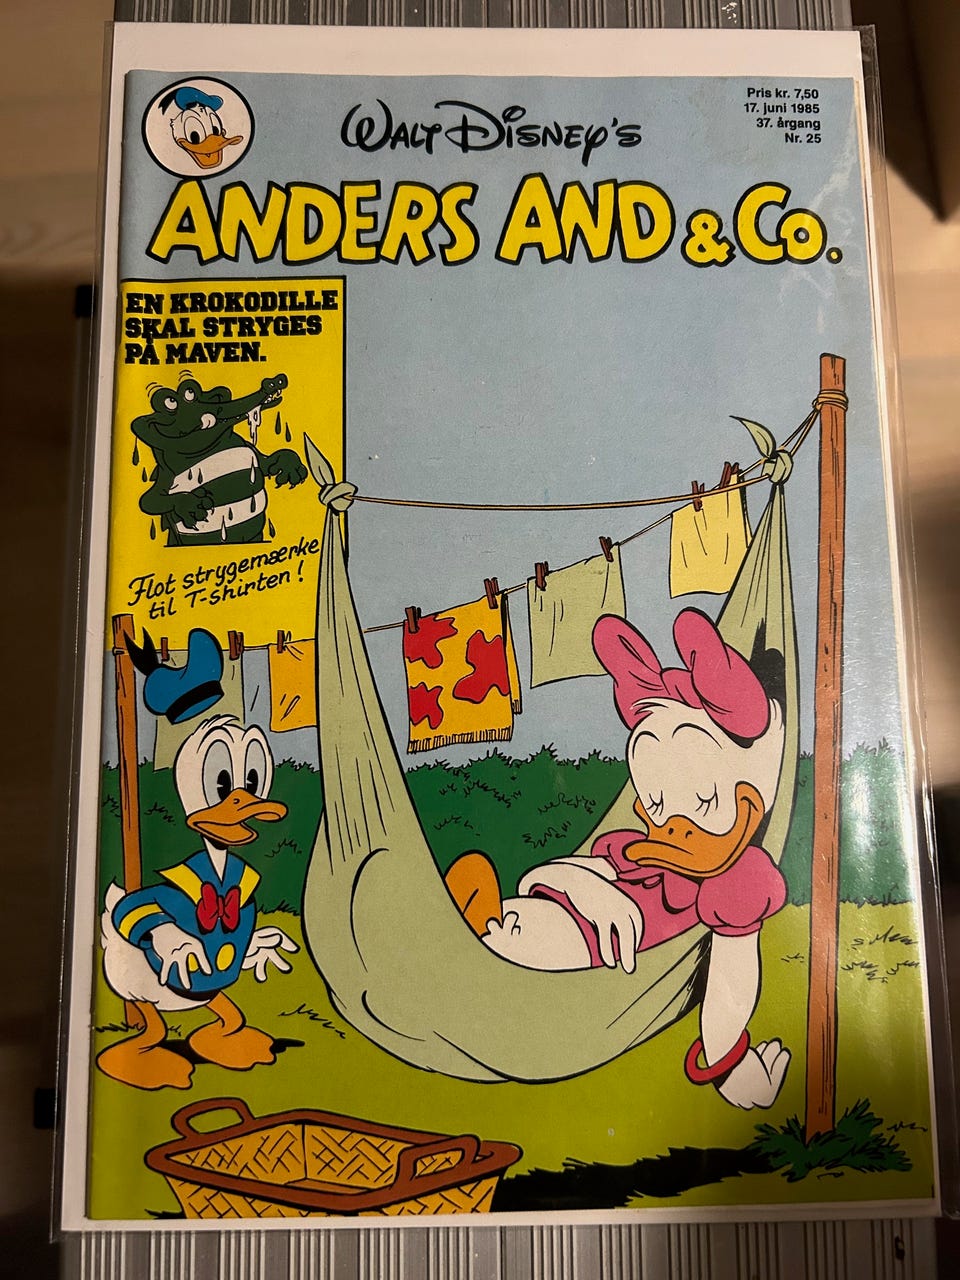 Pris kr. 7,50
17. juni 1985
37. årgang
Nr. 25
WALT DISNEY'S
ANDERS AND & Co.
EN KROKODILLE
SKAL STRYGES
PÅ MAVEN.
Flot strygemærke
til T-shirten!